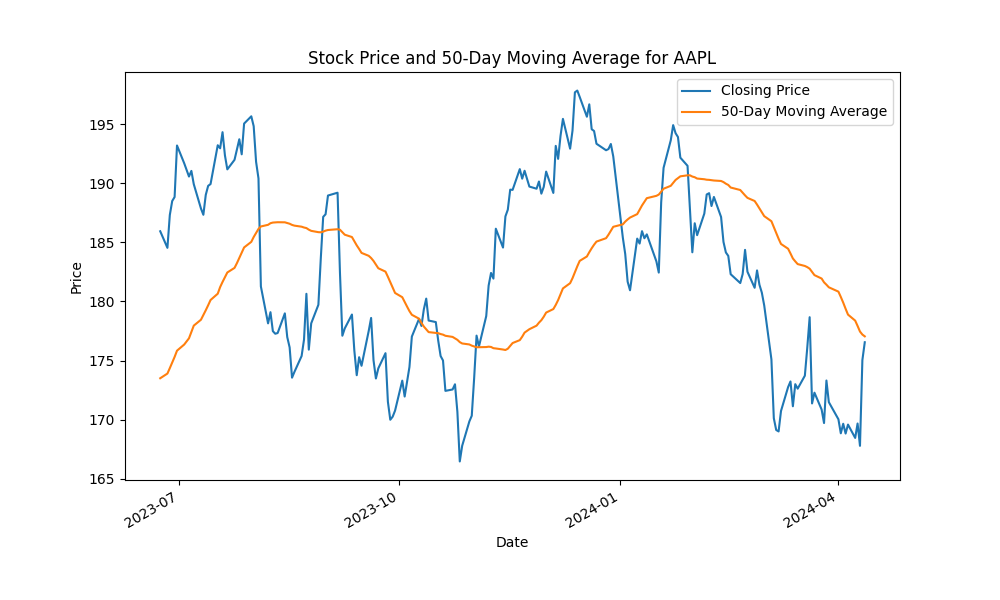 Stock Price and 50-Day Moving Average for AAPL
Closing Price
50-Day Moving Average
195
190
185
180
175
170
165
Price
2023-07
2023-10
2024-01
2024-04
Date